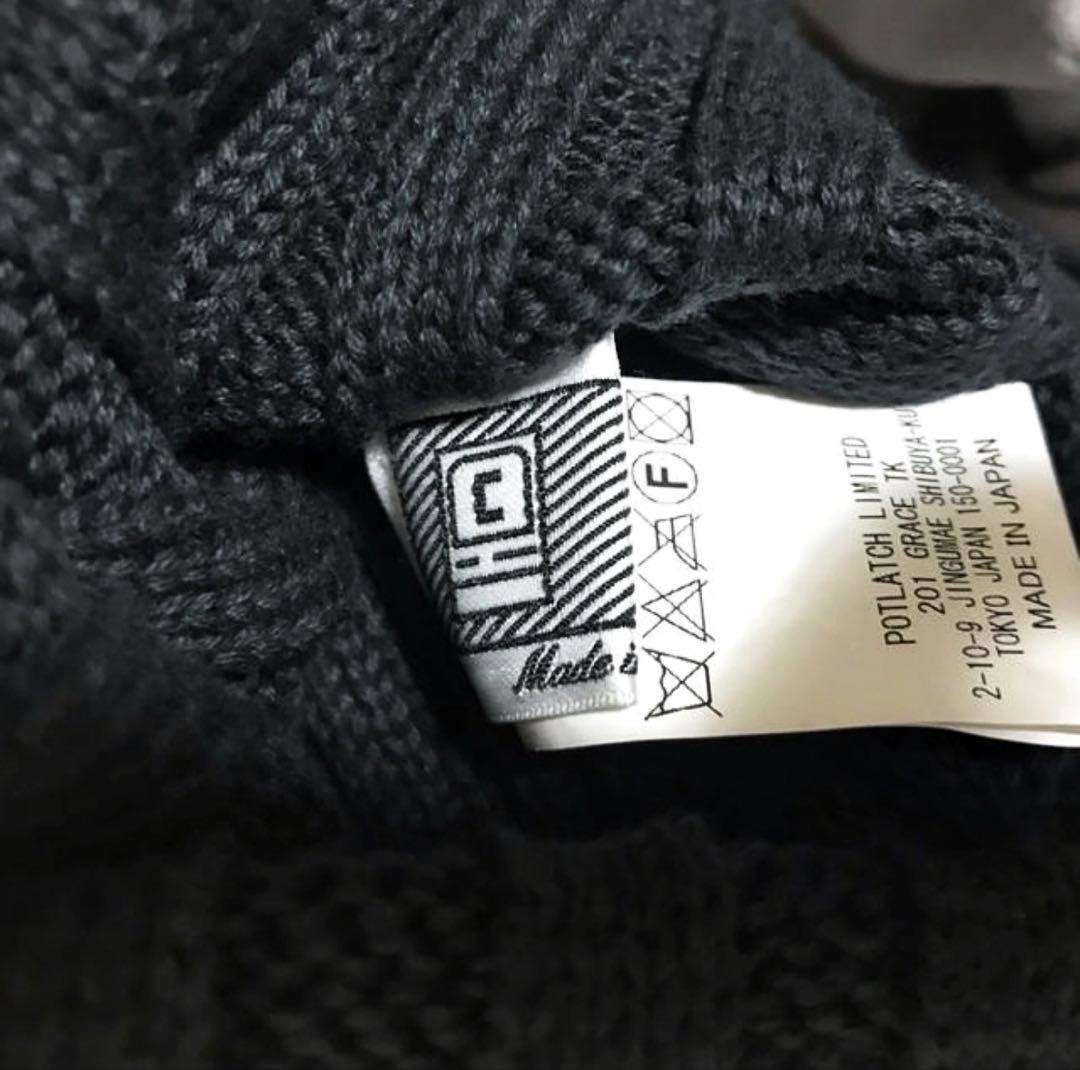 F
POTLATCH LIMITED
201 GRACE TK
2-10-9 JINGUMAE SHIBUYA-KU
TOKYO JAPAN 150-0001
MADE IN JAPAN
Made